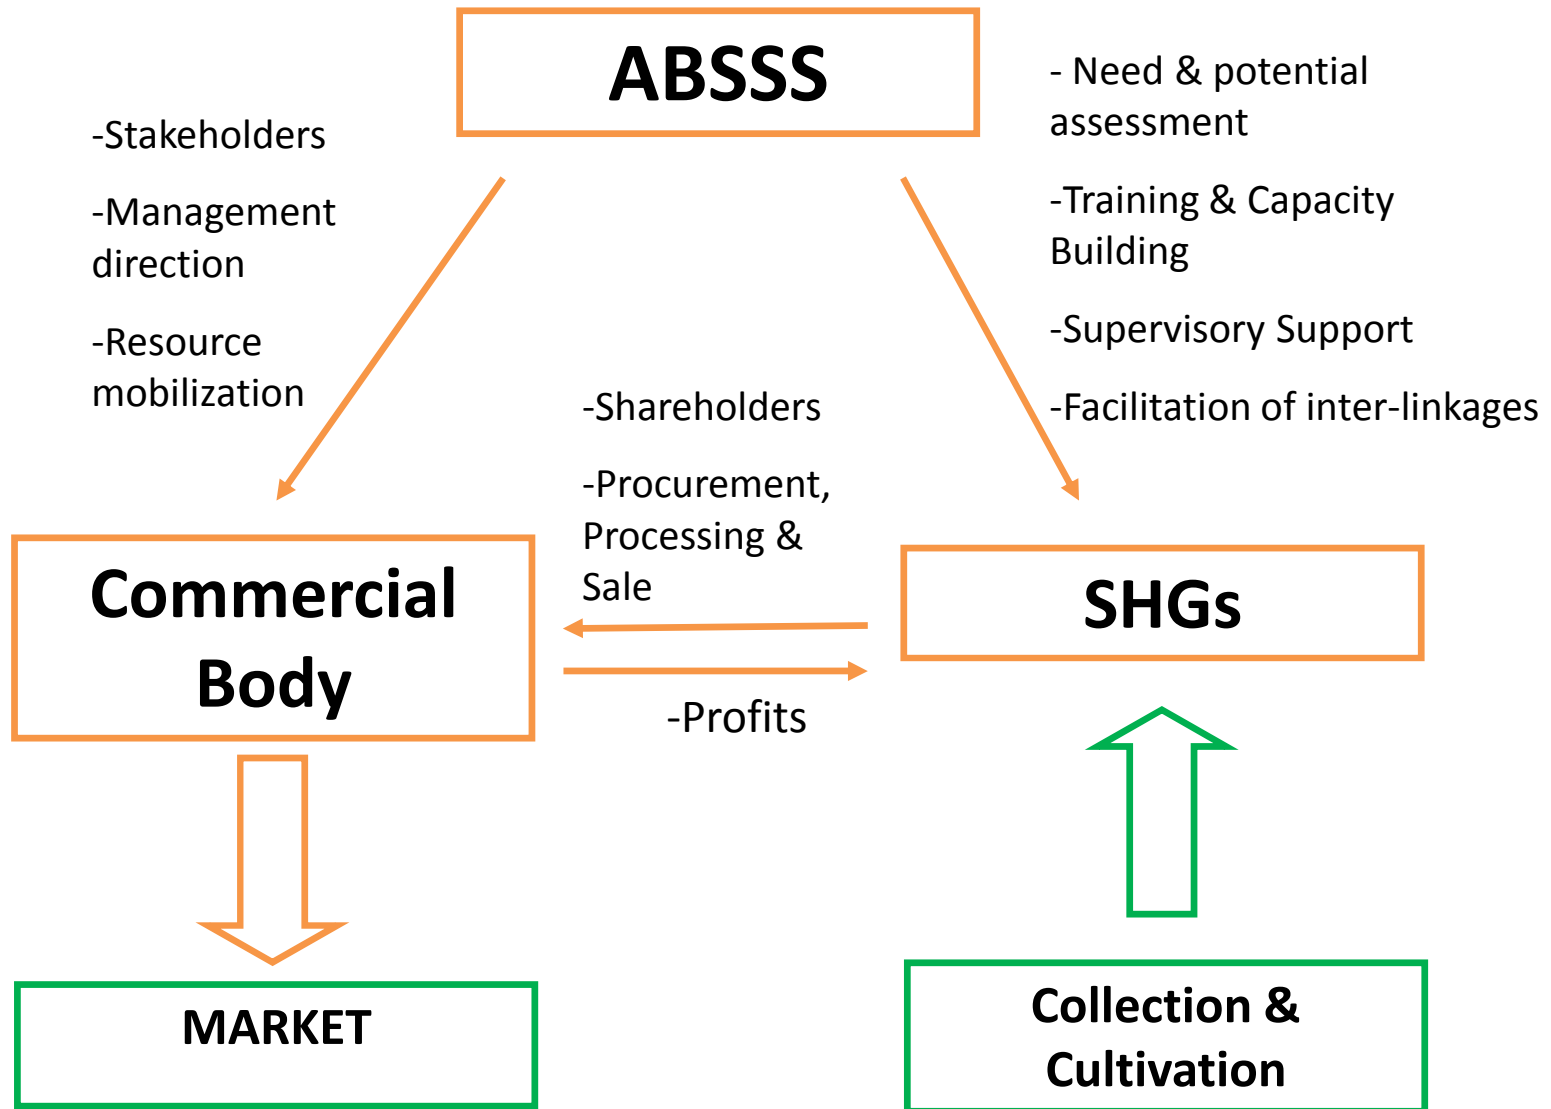 ABSSS
-Stakeholders
-Management
direction
-Resource
mobilization
- Need & potential
assessment
-Training & Capacity
Building
-Supervisory Support
-Facilitation of inter-linkages
-Shareholders
-Procurement,
Processing &
Sale
Commercial
Body
SHGs
-Profits
MARKET
Collection &
Cultivation